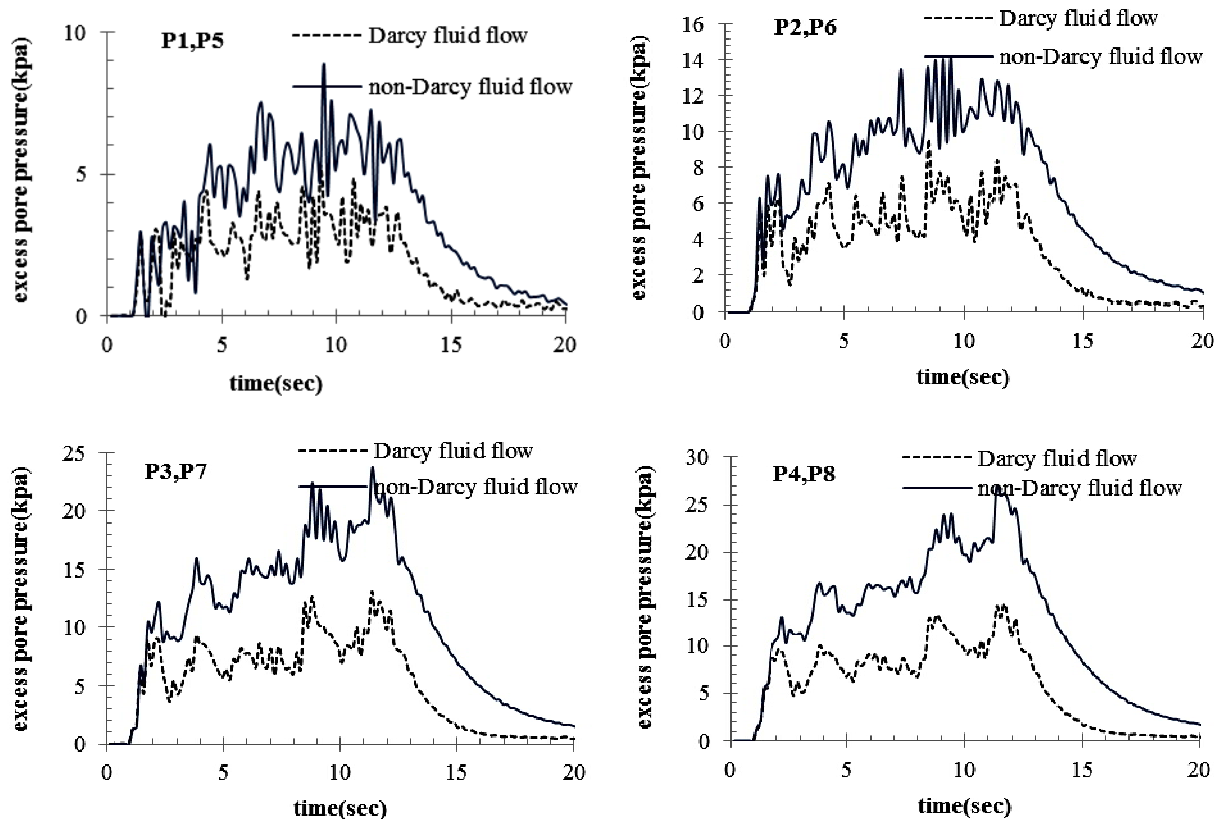 P1,P5
Darcy fluid flow
non-Darcy fluid flow
excess pore pressure(kpa)
10
5
0
0 5 10 15 20
time(sec)
P2,P6
Darcy fluid flow
non-Darcy fluid flow
excess pore pressure(kpa)
16
14
12
10
8
6
4
2
0
0 5 10 15 20
time(sec)
P3,P7
Darcy fluid flow
non-Darcy fluid flow
excess pore pressure(kpa)
25
20
15
10
5
0
0 5 10 15 20
time(sec)
P4,P8
Darcy fluid flow
non-Darcy fluid flow
excess pore pressure(kpa)
30
25
20
15
10
5
0
0 5 10 15 20
time(sec)